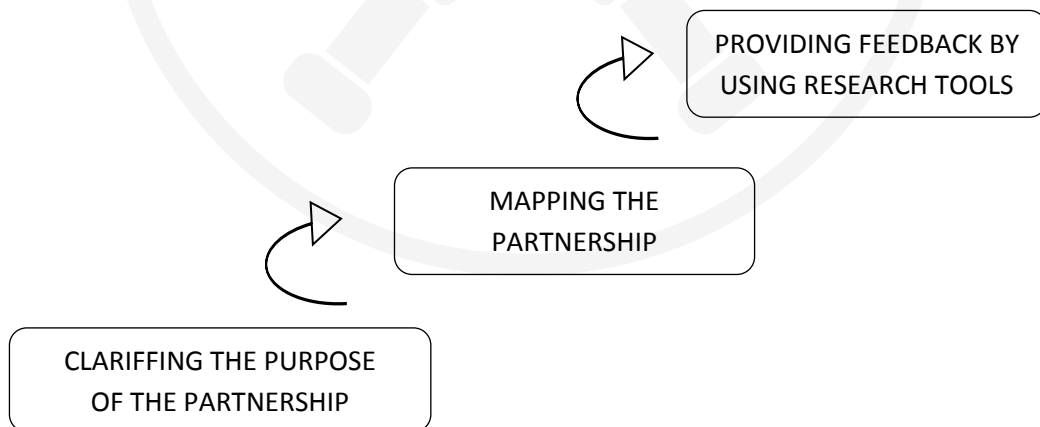 PROVIDING FEEDBACK BY
USING RESEARCH TOOLS
MAPPING THE
PARTNERSHIP
CLARIFFING THE PURPOSE
OF THE PARTNERSHIP